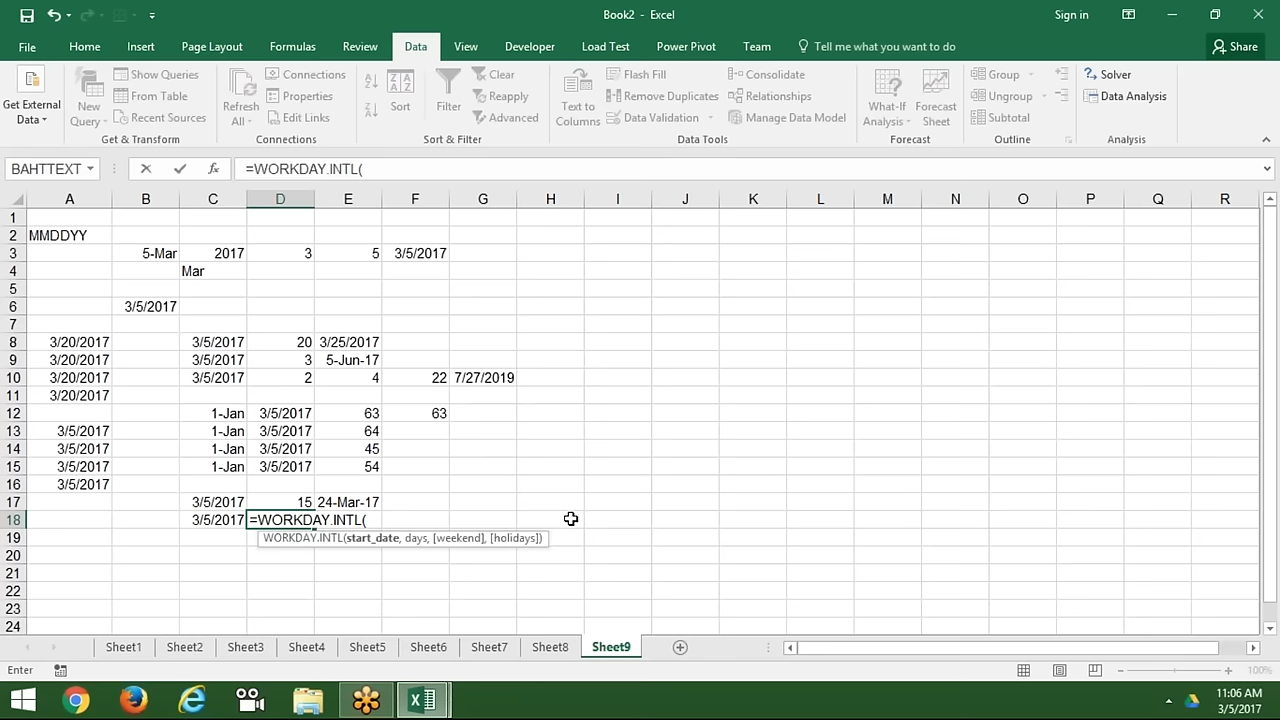 Book2 - Excel
Sign in
File Home Insert Page Layout Formulas Review Data View Developer Load Test Power Pivot Team Tell me what you want to do Share
Get External Data
New Query
Show Queries
From Table
Recent Sources
Get & Transform
Refresh All
Connections
Properties
Edit Links
Connections
Sort
Filter
Clear
Reapply
Advanced
Sort & Filter
Text to Columns
Flash Fill
Remove Duplicates
Data Validation
Consolidate
Relationships
Manage Data Model
Data Tools
What-If Analysis
Forecast Sheet
Forecast
Group
Ungroup
Subtotal
Outline
Solver
Data Analysis
Analysis
BAHTTEXT fx =WORKDAY.INTL(
A B C D E F G H I J K L M N O P Q R
1
2 MMDDYY
3 5-Mar 2017 3 5 3/5/2017
4 Mar
5
6 3/5/2017
7
8 3/20/2017 3/5/2017 20 3/25/2017
9 3/20/2017 3/5/2017 3 5-Jun-17
10 3/20/2017 3/5/2017 2 4 22 7/27/2019
11 3/20/2017
12 1-Jan 3/5/2017 63 63
13 3/5/2017 1-Jan 3/5/2017 64
14 3/5/2017 1-Jan 3/5/2017 45
15 3/5/2017 1-Jan 3/5/2017 54
16 3/5/2017
17 3/5/2017 15 24-Mar-17
18 3/5/2017 =WORKDAY.INTL(
19 WORKDAY.INTL(start_date, days, [weekend], [holidays])
20
21
22
23
24
Sheet1 Sheet2 Sheet3 Sheet4 Sheet5 Sheet6 Sheet7 Sheet8 Sheet9
Enter 100%
11:06 AM
3/5/2017